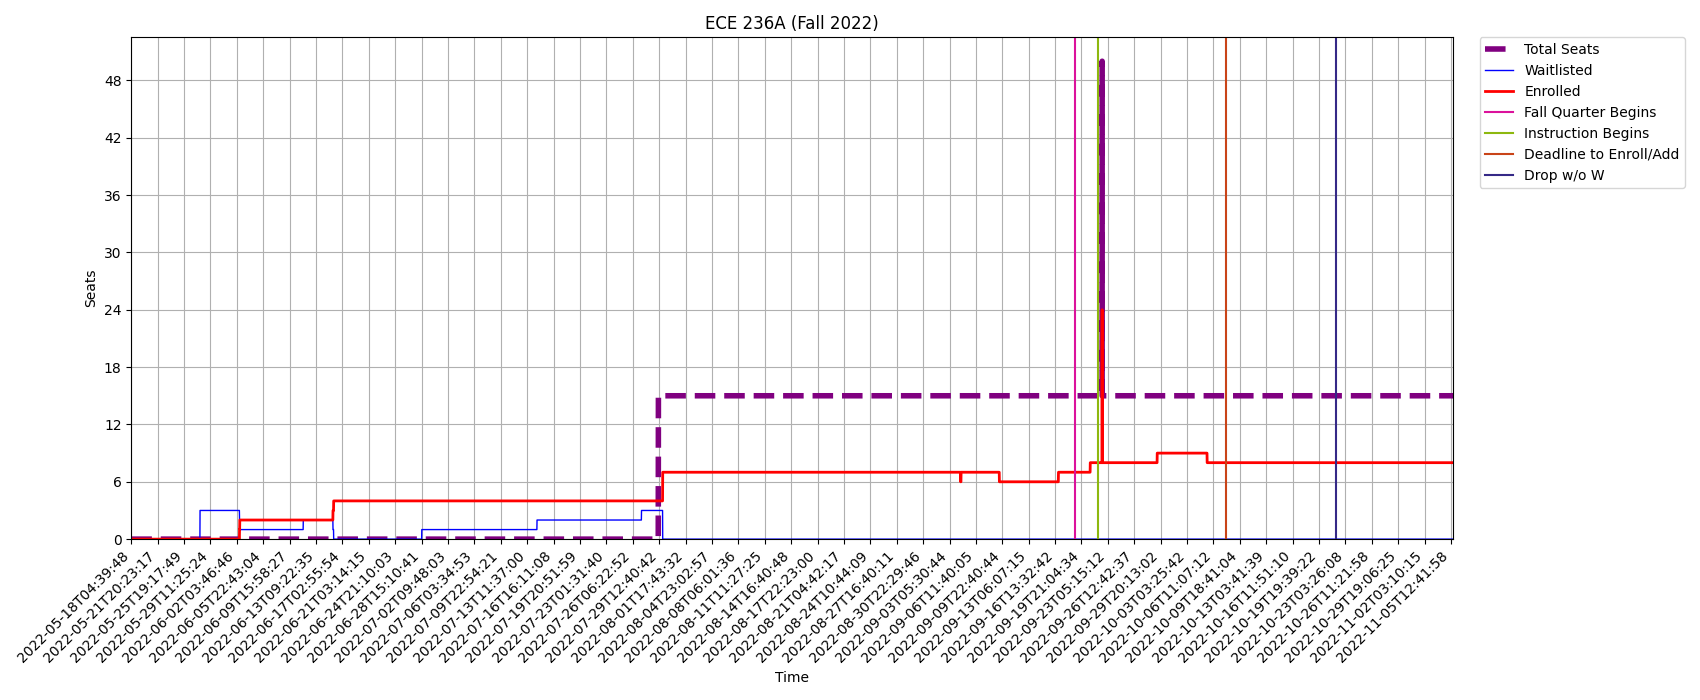 ECE 236A (Fall 2022)
Total Seats
Waitlisted
Enrolled
Fall Quarter Begins
Instruction Begins
Deadline to Enroll/Add
Drop w/o W
Seats
48
42
36
30
24
18
12
6
0
2022-05-18T04:39:48
2022-05-21T20:23:17
2022-05-25T19:17:49
2022-05-29T11:25:24
2022-06-02T03:46:46
2022-06-05T22:43:04
2022-06-09T15:58:27
2022-06-13T09:22:35
2022-06-17T02:55:54
2022-06-21T03:14:15
2022-06-24T21:10:03
2022-06-28T15:10:41
2022-07-02T09:48:03
2022-07-06T03:34:53
2022-07-09T22:54:21
2022-07-13T11:37:00
2022-07-16T16:11:08
2022-07-19T20:51:59
2022-07-23T01:31:40
2022-07-26T06:22:52
2022-07-29T12:40:42
2022-08-01T17:43:32
2022-08-04T23:02:57
2022-08-08T06:01:36
2022-08-11T11:27:25
2022-08-14T16:40:48
2022-08-17T22:23:00
2022-08-21T04:42:17
2022-08-24T10:44:09
2022-08-27T16:40:11
2022-08-30T22:29:46
2022-09-03T05:30:44
2022-09-06T11:40:05
2022-09-09T22:40:44
2022-09-13T06:07:15
2022-09-16T13:32:42
2022-09-19T21:04:34
2022-09-23T05:15:12
2022-09-26T12:42:37
2022-09-29T20:13:02
2022-10-03T03:25:42
2022-10-06T11:07:12
2022-10-09T18:41:04
2022-10-13T03:41:39
2022-10-16T11:51:10
2022-10-19T19:39:22
2022-10-23T03:26:08
2022-10-26T11:21:58
2022-10-29T19:06:25
2022-11-02T03:10:15
2022-11-05T12:41:58
Time